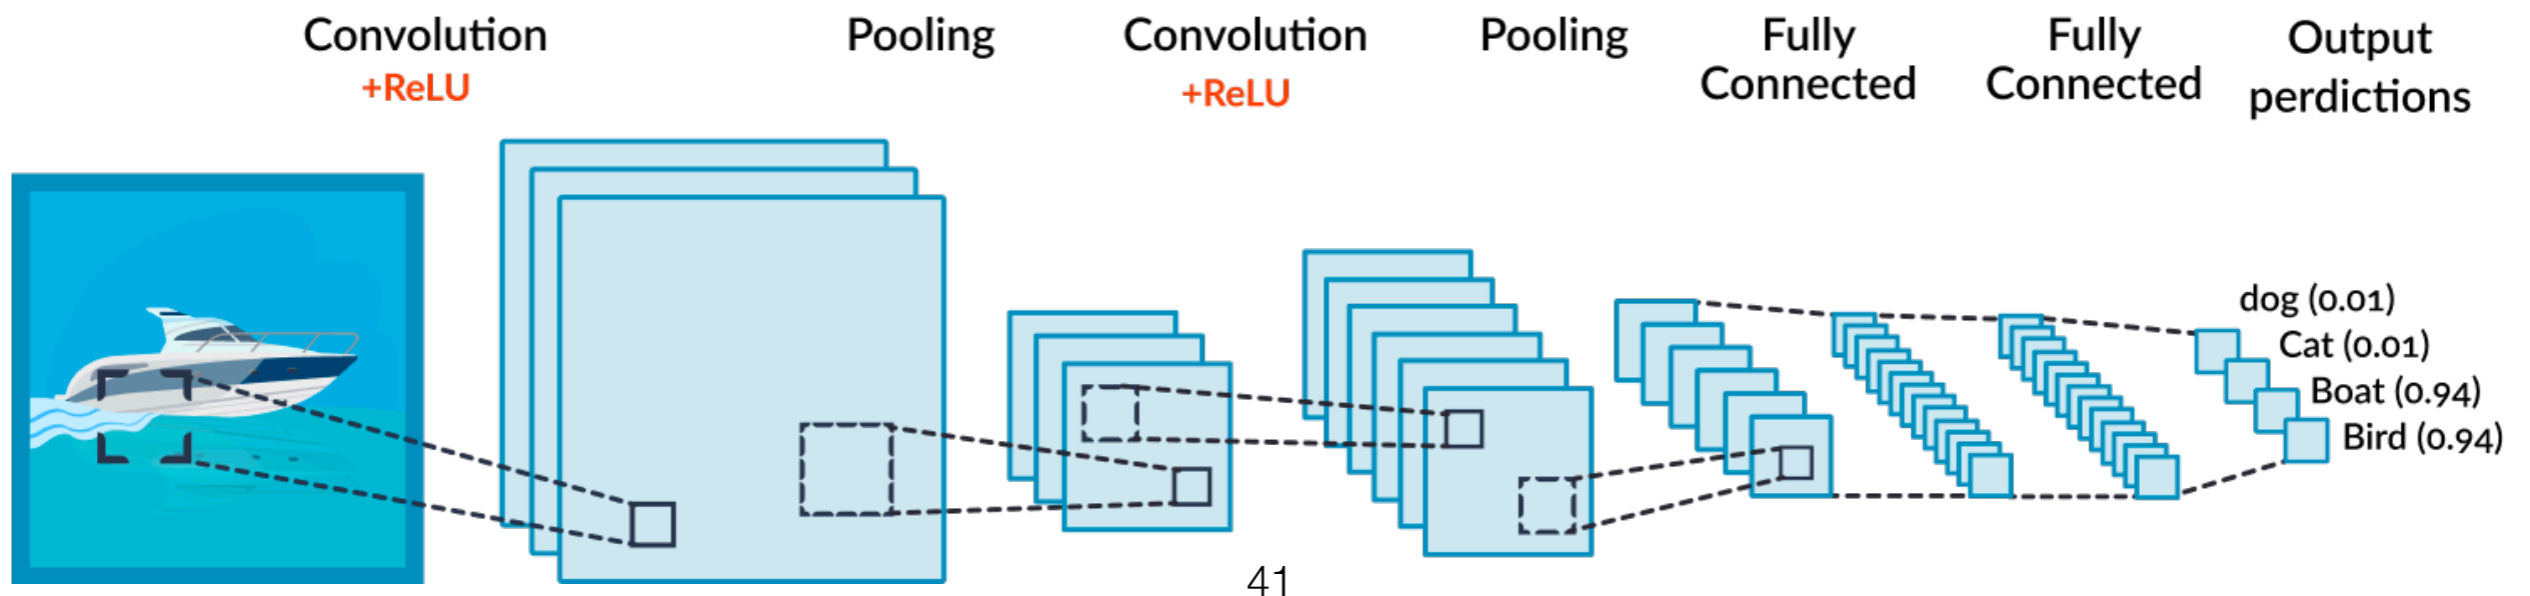 Convolution
+ReLU
Pooling
Convolution
+ReLU
Pooling
Fully
Connected
Fully
Connected
Output
perdictions
dog (0.01)
Cat (0.01)
Boat (0.94)
Bird (0.94)
41